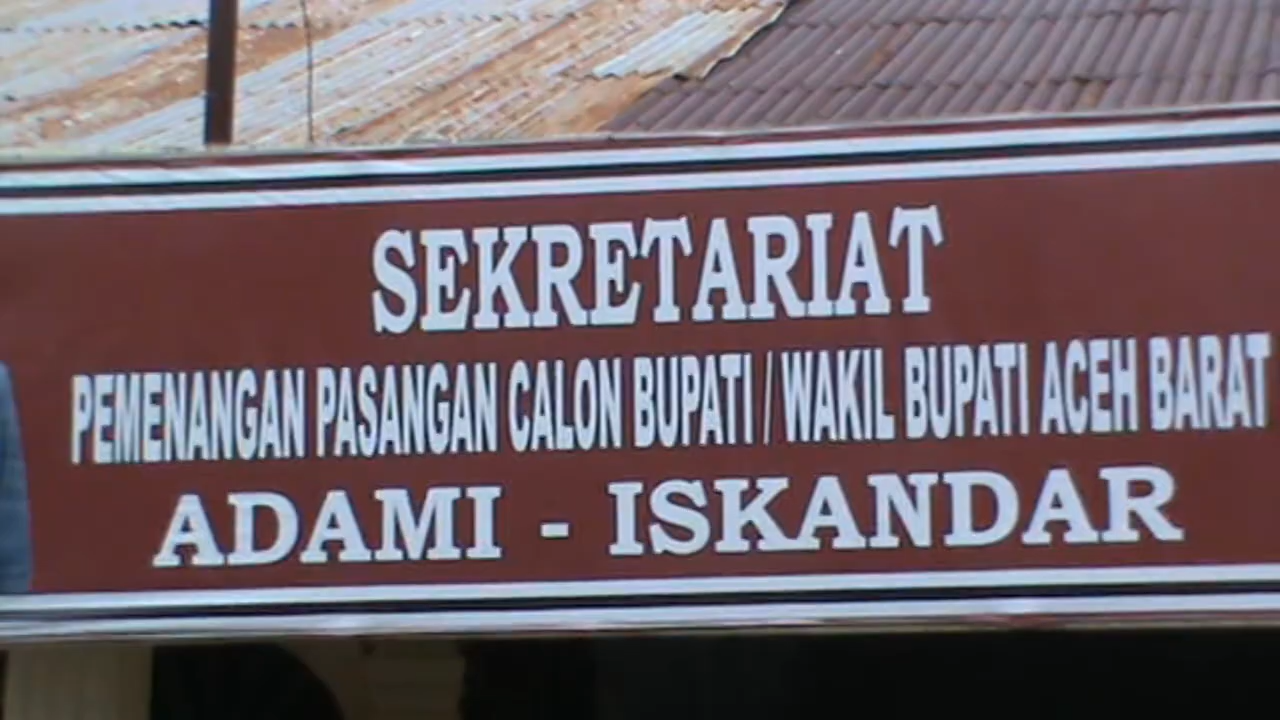 SEKRETARIAT
PEMENANGAN PASANGAN CALON BUPATI / WAKIL BUPATI ACEH BARAT
ADAMI - ISKANDAR